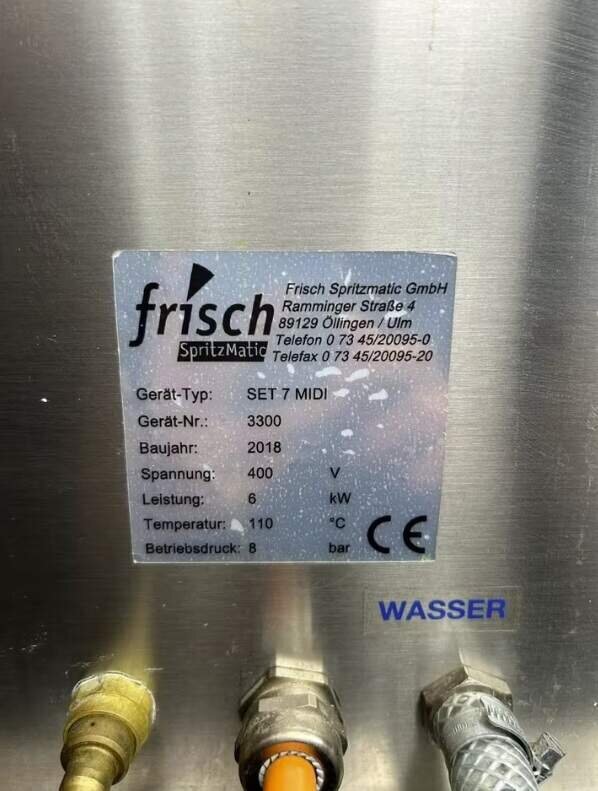 frisch
SpritzMatic
Frisch Spritzmatic GmbH
Ramminger Straße 4
89129 Öllingen / Ulm
Telefon 0 73 45/20095-0
Telefax 0 73 45/20095-20
Gerät-Typ: SET 7 MIDI
Gerät-Nr.: 3300
Baujahr: 2018
Spannung: 400 V
Leistung: 6 kW
Temperatur: 110 °C
Betriebsdruck: 8 bar
CE
WASSER